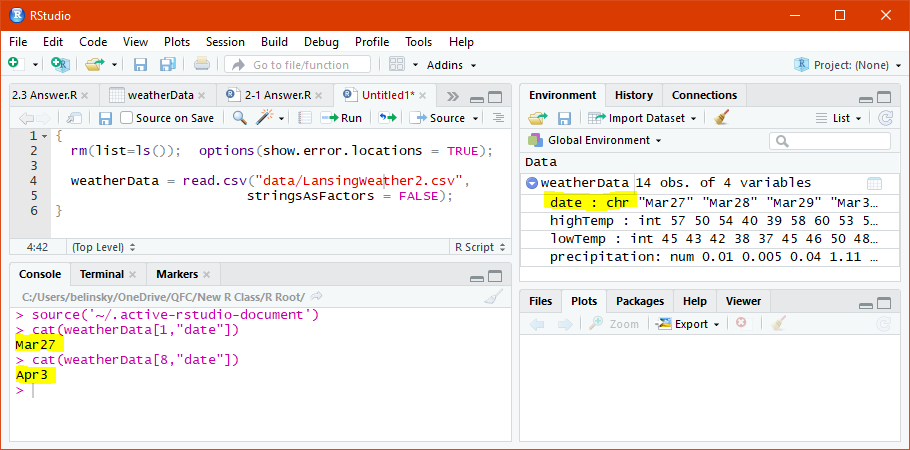 RStudio
File Edit Code View Plots Session Build Debug Profile Tools Help
Go to file/function
Addins
Project: (None)
2.3 Answer.R
weatherData
2-1 Answer.R
Untitled1*
Source on Save
Run
Source
1 {
2 rm(list=ls()); options(show.error.locations = TRUE);
3
4 weatherData = read.csv("data/LansingWeather2.csv",
5 stringsAsFactors = FALSE);
6 }
4:42 (Top Level) R Script
Console Terminal Markers
C:/Users/belinsky/OneDrive/QFC/New R Class/R Root/
> source('~/.active-rstudio-document')
> cat(weatherData[1,"date"])
Mar27
> cat(weatherData[8,"date"])
Apr3
>
Environment History Connections
Import Dataset
List
Global Environment
Data
weatherData 14 obs. of 4 variables
date : chr "Mar27" "Mar28" "Mar29" "Mar3…
highTemp : int 57 50 54 40 39 58 60 53 5…
lowTemp : int 45 43 42 38 37 45 46 50 48…
precipitation: num 0.01 0.005 0.04 1.11 …
Files Plots Packages Help Viewer
Zoom
Export